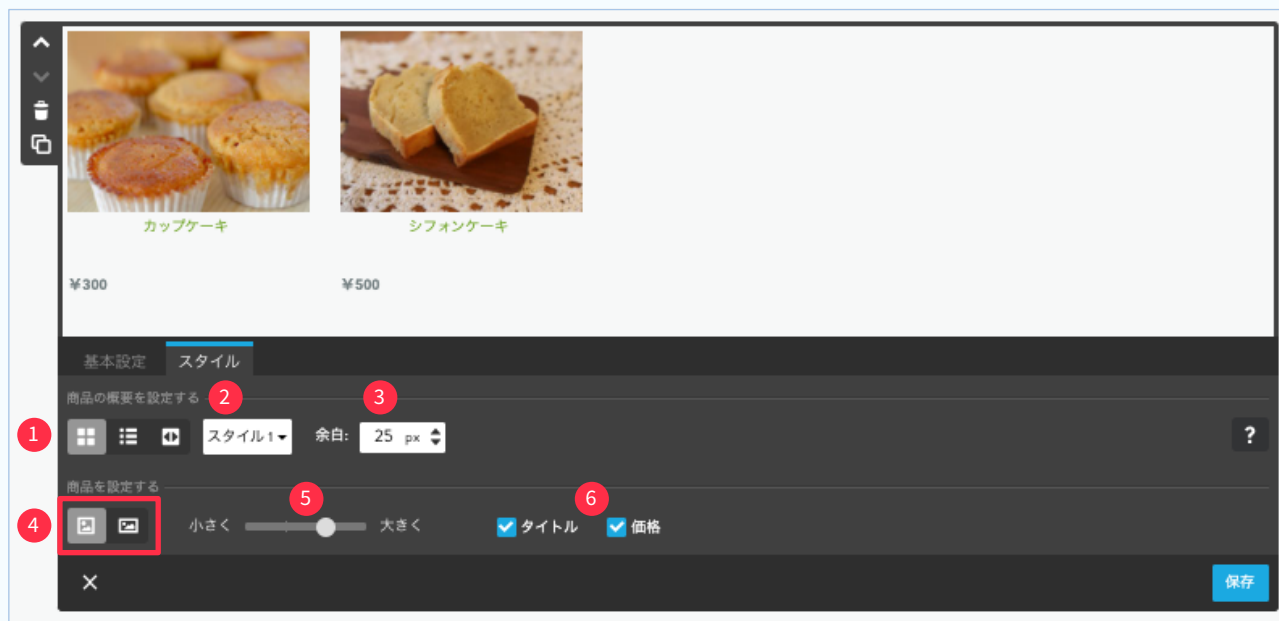 カップケーキ
シフォンケーキ
¥300
¥500
基本設定
スタイル
商品の概要を設定する
2
3
1
スタイル 1
余白:
25 px
?
商品を設定する
5
6
4
小さく
大きく
タイトル
価格
保存